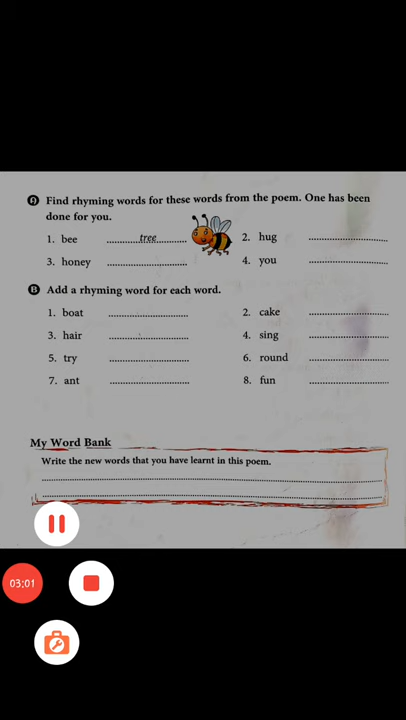 A Find rhyming words for these words from the poem. One has been
done for you.
1. bee ........tree........ 2. hug ................
3. honey ................ 4. you ................
B Add a rhyming word for each word.
1. boat ................ 2. cake ................
3. hair ................ 4. sing ................
5. try ................ 6. round ................
7. ant ................ 8. fun ................
My Word Bank
Write the new words that you have learnt in this poem.
03:01